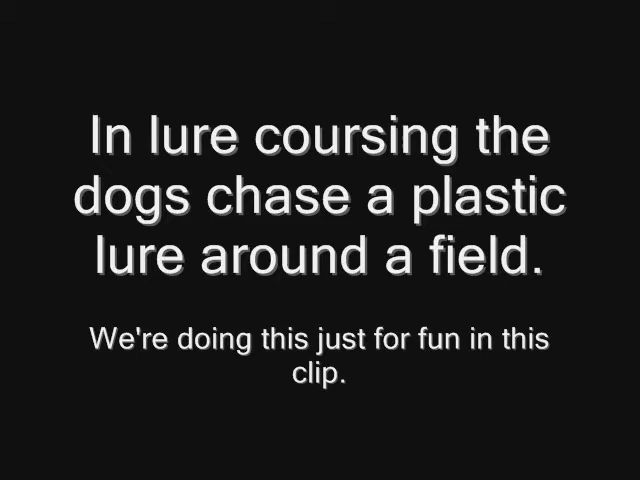 In lure coursing the
dogs chase a plastic
lure around a field.
We're doing this just for fun in this
clip.